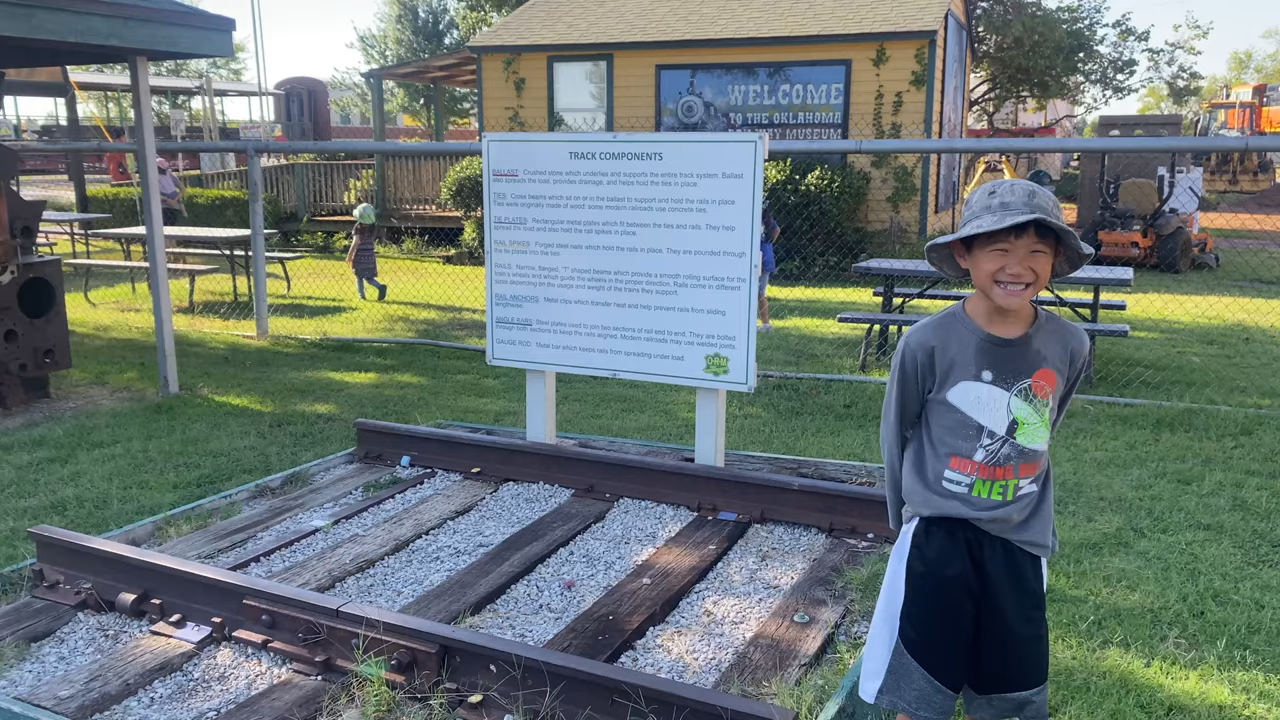 WELCOME
TO THE OKLAHOMA
RAILWAY MUSEUM
TRACK COMPONENTS
BALLAST: Crushed stone which underlies and supports the entire track system. Ballast
also spreads the load, provides drainage, and helps hold the ties in place.
TIES: Cross beams which sit on or in the ballast to support and hold the rails in place.
Ties were originally made of wood: some modern railroads use concrete ties.
TIE PLATES: Rectangular metal plates which fit between the ties and rails. They help
spread the load and also hold the rail spikes in place.
RAIL SPIKES: Forged steel nails which hold the rails in place. They are pounded through
the tie plates into the ties.
RAILS: Narrow, flanged, "T" shaped beams which provide a smooth rolling surface for the
train's wheels and which guide the wheels in the proper direction. Rails come in different
sizes depending on the usage and weight of the trains they support.
RAIL ANCHORS: Metal clips which transfer heat and help prevent rails from sliding
lengthwise.
ANGLE BARS: Steel plates used to join two sections of rail end to end. They are bolted
through both sections to keep the rails aligned. Modern railroads may use welded joints.
GAUGE ROD: Metal bar which keeps rails from spreading under load.
O·R·M
NOTHING BUT
NET